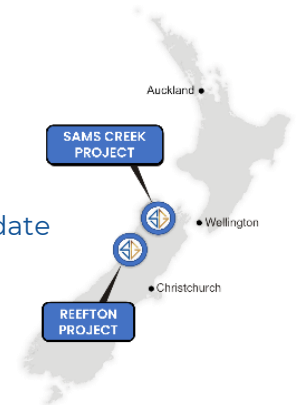 Auckland
SAMS CREEK
PROJECT
date
Wellington
Christchurch
REEFTON
PROJECT